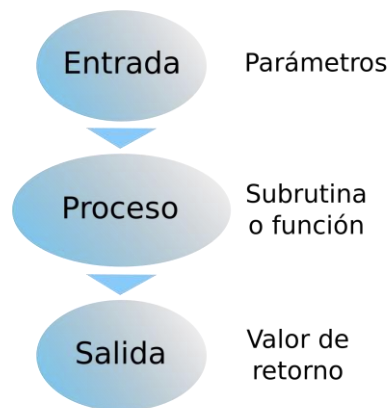 Entrada
Parámetros
Proceso
Subrutina
o función
Salida
Valor de
retorno